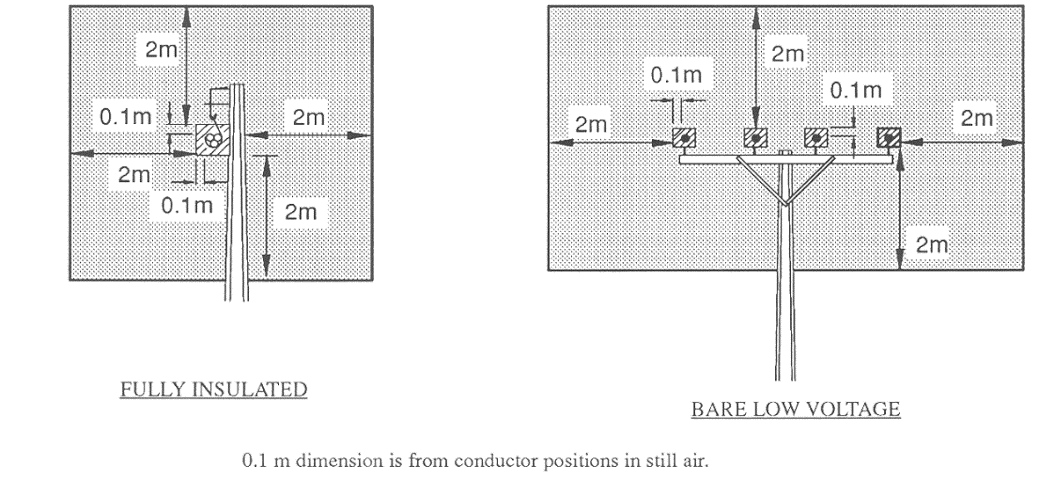 2m
0.1m
2m
2m
0.1m
2m
FULLY INSULATED
2m
0.1m
0.1m
2m
2m
2m
BARE LOW VOLTAGE
0.1 m dimension is from conductor positions in still air.